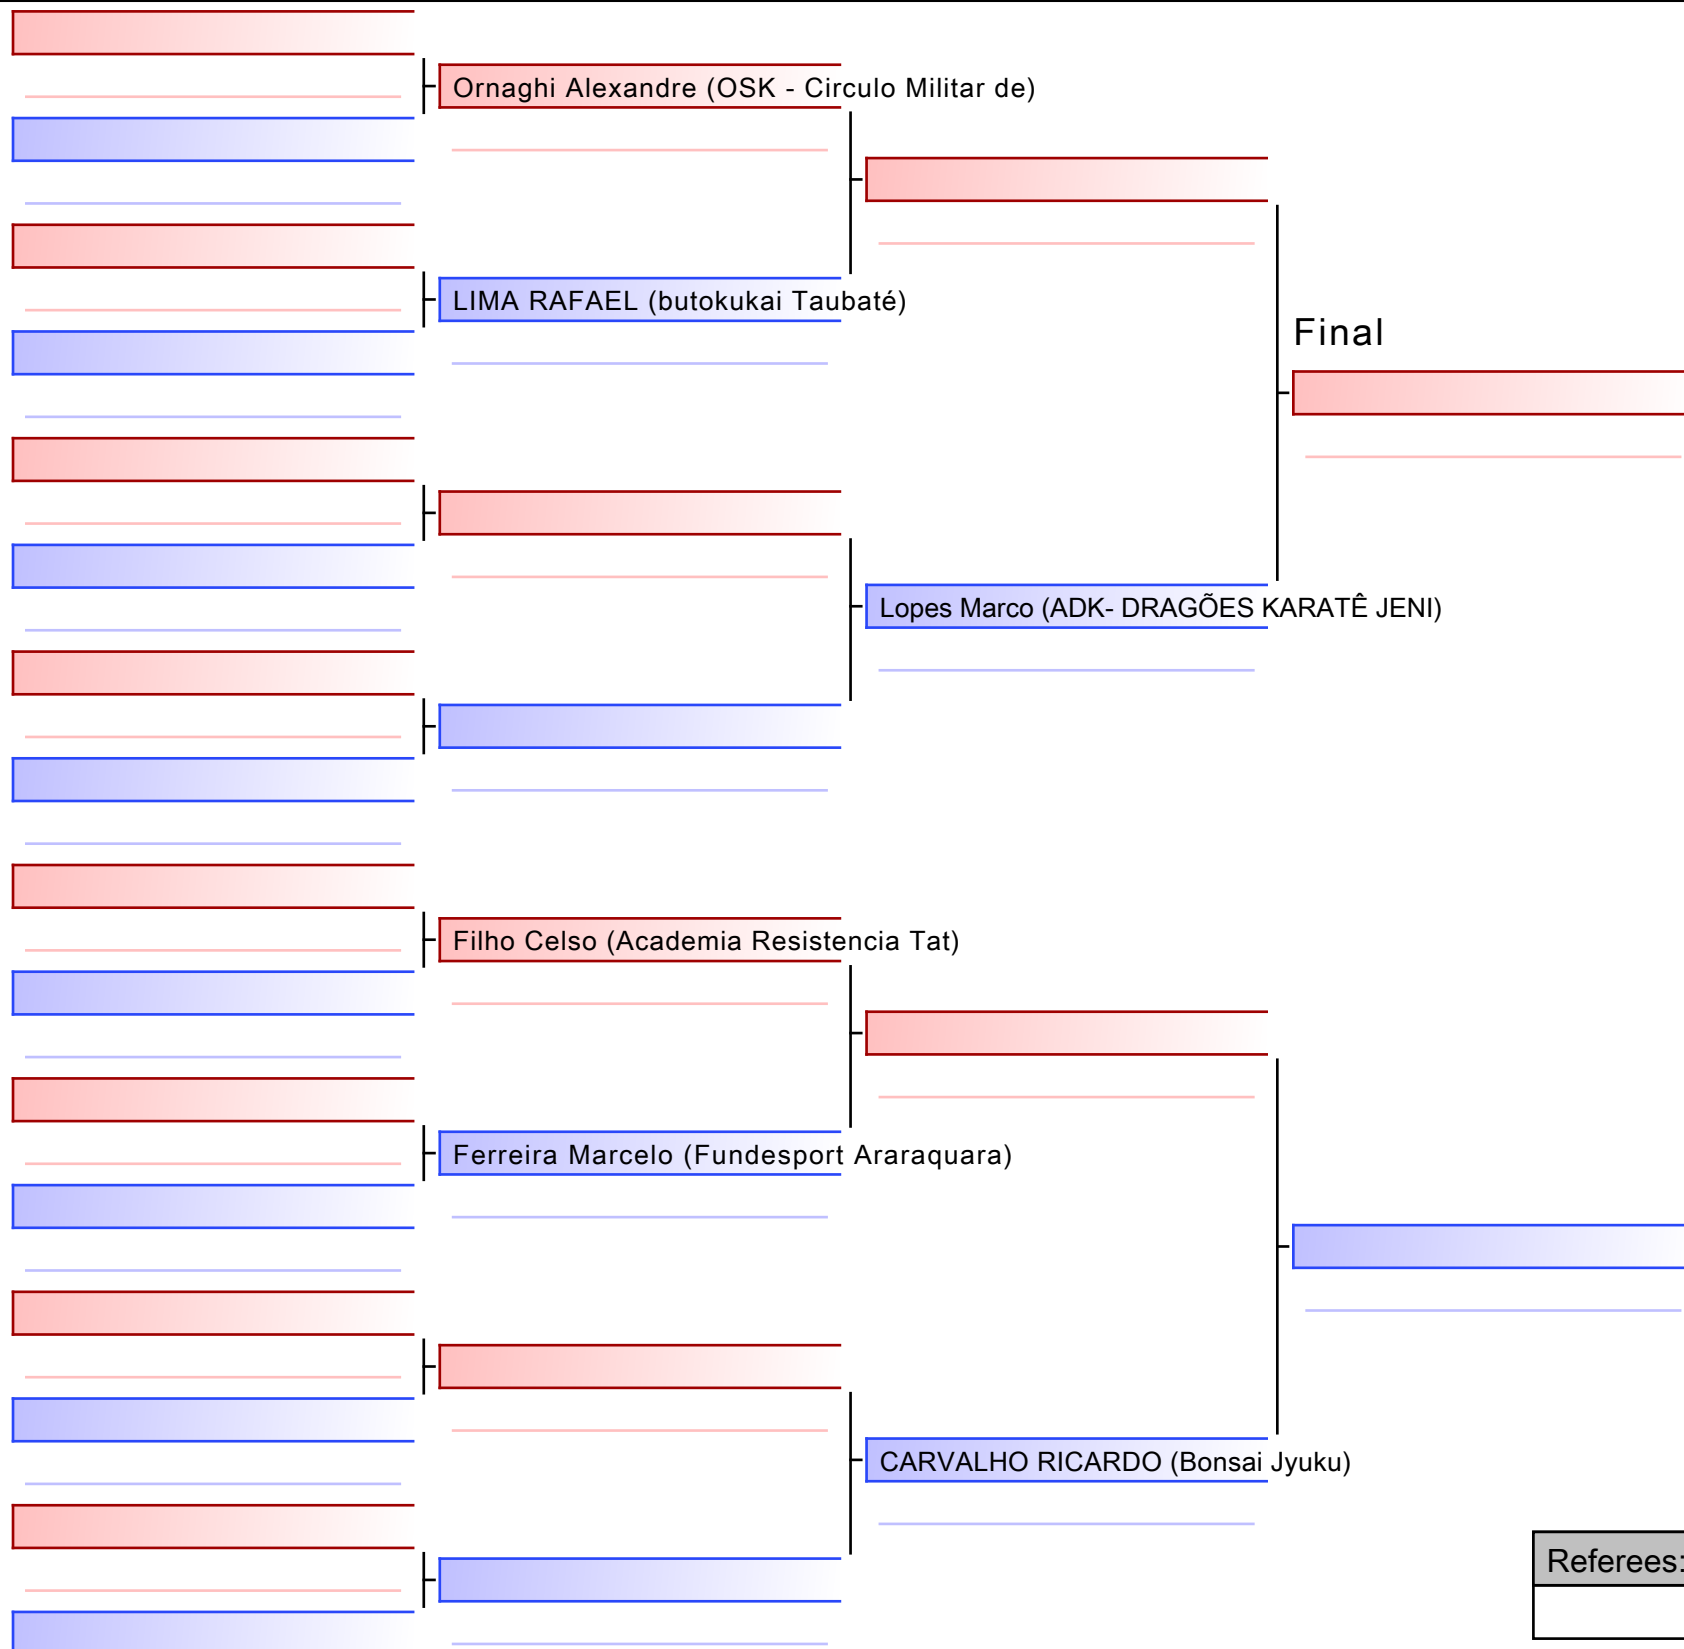 Ornaghi Alexandre (OSK - Circulo Militar de)
LIMA RAFAEL (butokukai Taubaté)
Final
Lopes Marco (ADK- DRAGÕES KARATÊ JENI)
Filho Celso (Academia Resistencia Tat)
Ferreira Marcelo (Fundesport Araraquara)
CARVALHO RICARDO (Bonsai Jyuku)
Referees: